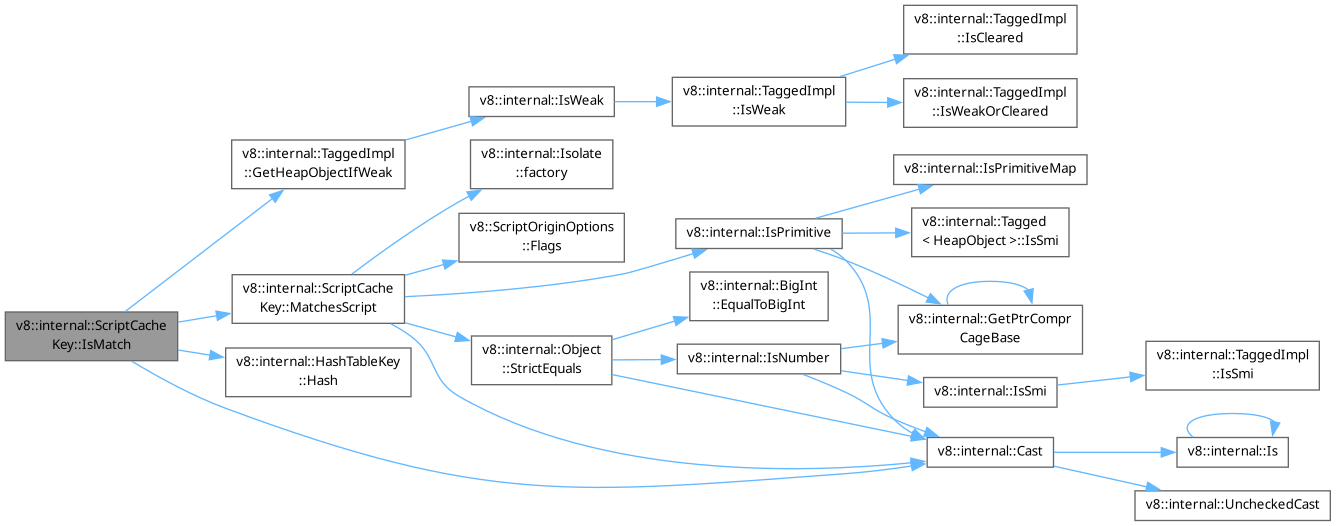 v8::internal::ScriptCache
Key::IsMatch
v8::internal::TaggedImpl
::GetHeapObjectIfWeak
v8::internal::ScriptCache
Key::MatchesScript
v8::internal::HashTableKey
::Hash
v8::internal::IsWeak
v8::internal::Isolate
::factory
v8::ScriptOriginOptions
::Flags
v8::internal::Object
::StrictEquals
v8::internal::TaggedImpl
::IsWeak
v8::internal::IsPrimitive
v8::internal::BigInt
::EqualToBigInt
v8::internal::IsNumber
v8::internal::TaggedImpl
::IsCleared
v8::internal::TaggedImpl
::IsWeakOrCleared
v8::internal::IsPrimitiveMap
v8::internal::Tagged
< HeapObject >::IsSmi
v8::internal::GetPtrCompr
CageBase
v8::internal::IsSmi
v8::internal::Cast
v8::internal::TaggedImpl
::IsSmi
v8::internal::Is
v8::internal::UncheckedCast